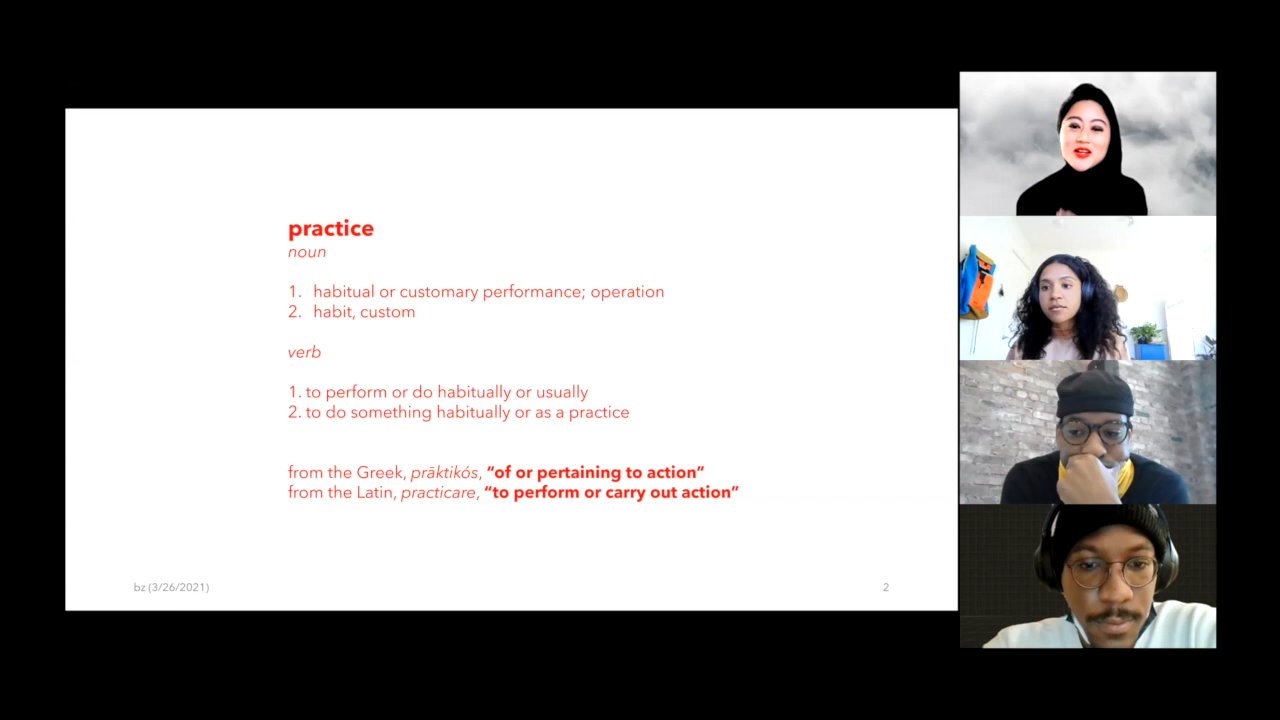 practice
noun
1. habitual or customary performance; operation
2. habit, custom
verb
1. to perform or do habitually or usually
2. to do something habitually or as a practice
from the Greek, prāktikós, “of or pertaining to action”
from the Latin, practicare, “to perform or carry out action”
bz (3/26/2021)
2